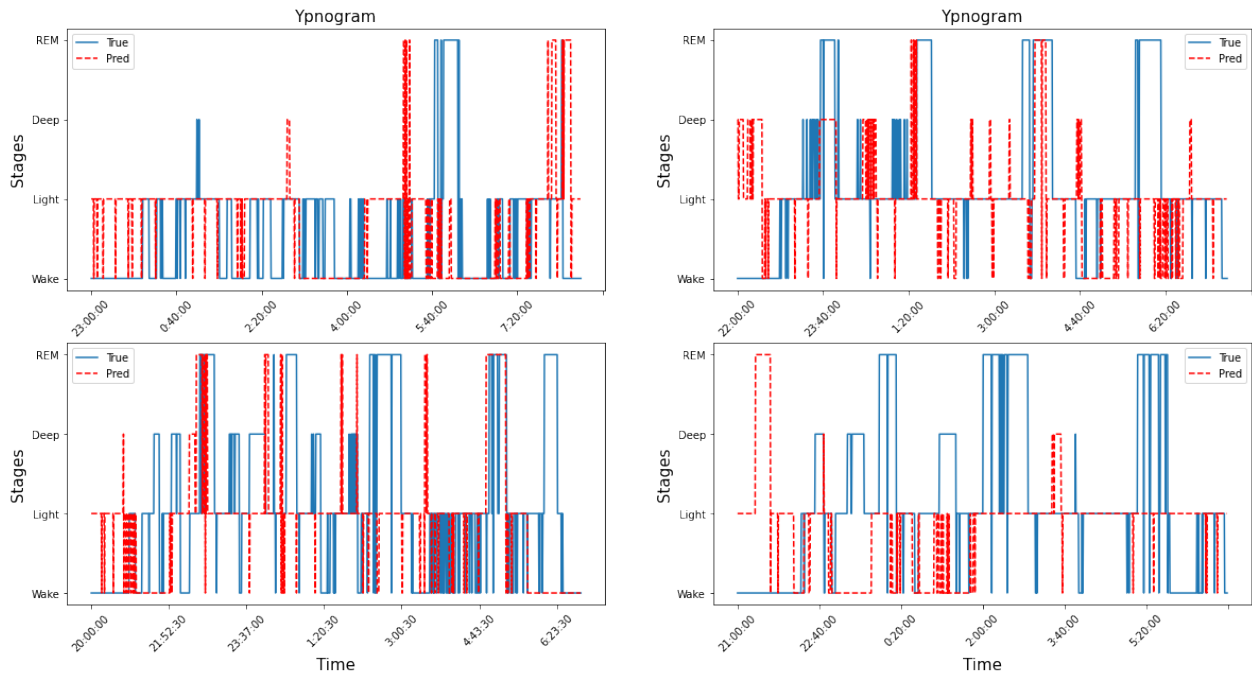 Ypnogram
REM
Deep
Light
Wake
Stages
True
Pred
23:00:00
0:40:00
2:20:00
4:00:00
5:40:00
7:20:00
Ypnogram
REM
Deep
Light
Wake
Stages
True
Pred
22:00:00
23:40:00
1:20:00
3:00:00
4:40:00
6:20:00
REM
Deep
Light
Wake
Stages
True
Pred
20:00:00
21:52:30
23:37:00
1:20:30
3:00:30
4:43:30
6:23:30
Time
REM
Deep
Light
Wake
Stages
True
Pred
21:00:00
22:40:00
0:20:00
2:00:00
3:40:00
5:20:00
Time